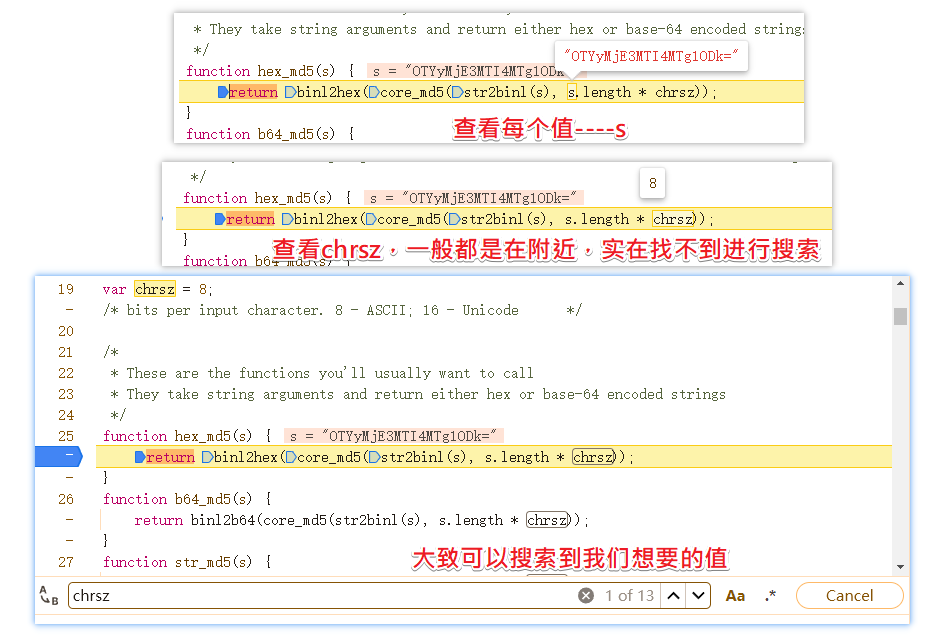 * They take string arguments and return either hex or base-64 encoded strings
*/
"OTYyMjE3MTI4MTg1ODk="
function hex_md5(s) { s = "OTYyMjE3MTI4MTg1ODk="
return binl2hex(core_md5(str2binl(s), s.length * chrsz));
}
查看每个值----s
function b64_md5(s) {
*/
8
function hex_md5(s) { s = "OTYyMjE3MTI4MTg1ODk="
return binl2hex(core_md5(str2binl(s), s.length * chrsz));
}
查看chrsz，一般都是在附近，实在找不到进行搜索
function b64_md5(s) {
19 var chrsz = 8;
- /* bits per input character. 8 - ASCII; 16 - Unicode */
20
21 /*
22 * These are the functions you'll usually want to call
23 * They take string arguments and return either hex or base-64 encoded strings
24 */
25 function hex_md5(s) { s = "OTYyMjE3MTI4MTg1ODk="
- return binl2hex(core_md5(str2binl(s), s.length * chrsz));
- }
26 function b64_md5(s) {
- return binl2b64(core_md5(str2binl(s), s.length * chrsz));
- }
27 function str_md5(s) {
大致可以搜索到我们想要的值
A B chrsz 1 of 13 Aa .* Cancel